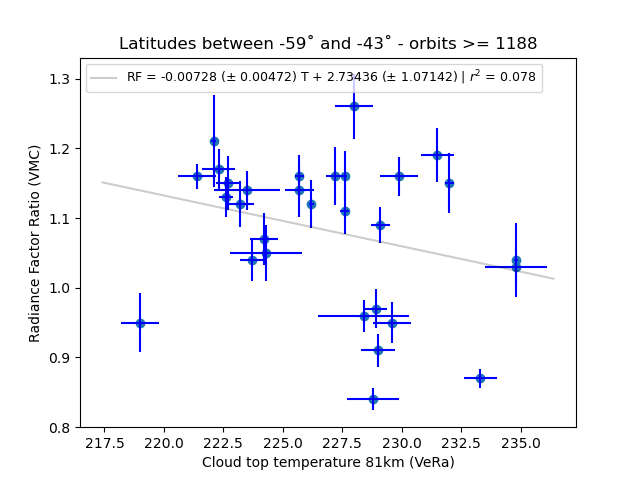 Latitudes between -59˚ and -43˚ - orbits >= 1188
RF = -0.00728 (± 0.00472) T + 2.73436 (± 1.07142) | r² = 0.078
Radiance Factor Ratio (VMC)
1.3
1.2
1.1
1.0
0.9
0.8
217.5 220.0 222.5 225.0 227.5 230.0 232.5 235.0
Cloud top temperature 81km (VeRa)